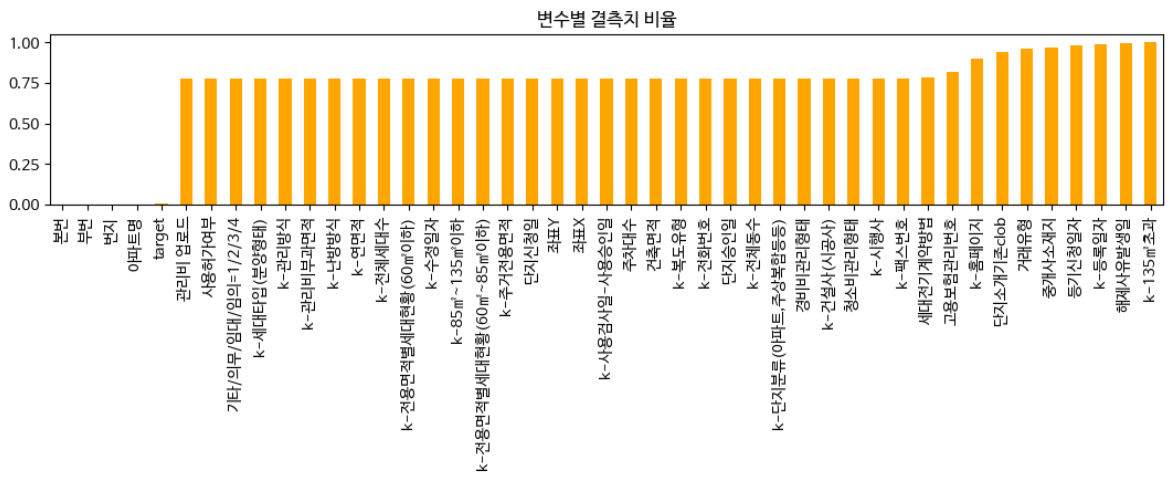 변수별 결측치 비율
1.00
0.75
0.50
0.25
0.00
본번
부번
번지
아파트명
target
관리비 업로드
사용허가여부
기타/의무/임대/임의=1/2/3/4
k-세대타입(분양형태)
k-관리방식
k-관리비부과면적
k-난방방식
k-연면적
k-전체세대수
k-전용면적별세대현황(60㎡이하)
k-수정일자
k-85㎡~135㎡이하
k-전용면적별세대현황(60㎡~85㎡이하)
k-주거전용면적
단지신청일
좌표Y
좌표X
k-사용검사일-사용승인일
주차대수
건축면적
k-복도유형
k-전화번호
단지승인일
k-전체동수
k-단지분류(아파트,주상복합등등)
경비비관리형태
k-건설사(시공사)
청소비관리형태
k-시행사
k-팩스번호
세대전기계약방법
고용보험관리번호
k-홈페이지
단지소개기존clob
거래유형
중개사소재지
등기신청일자
k-등록일자
해제사유발생일
k-135㎡초과